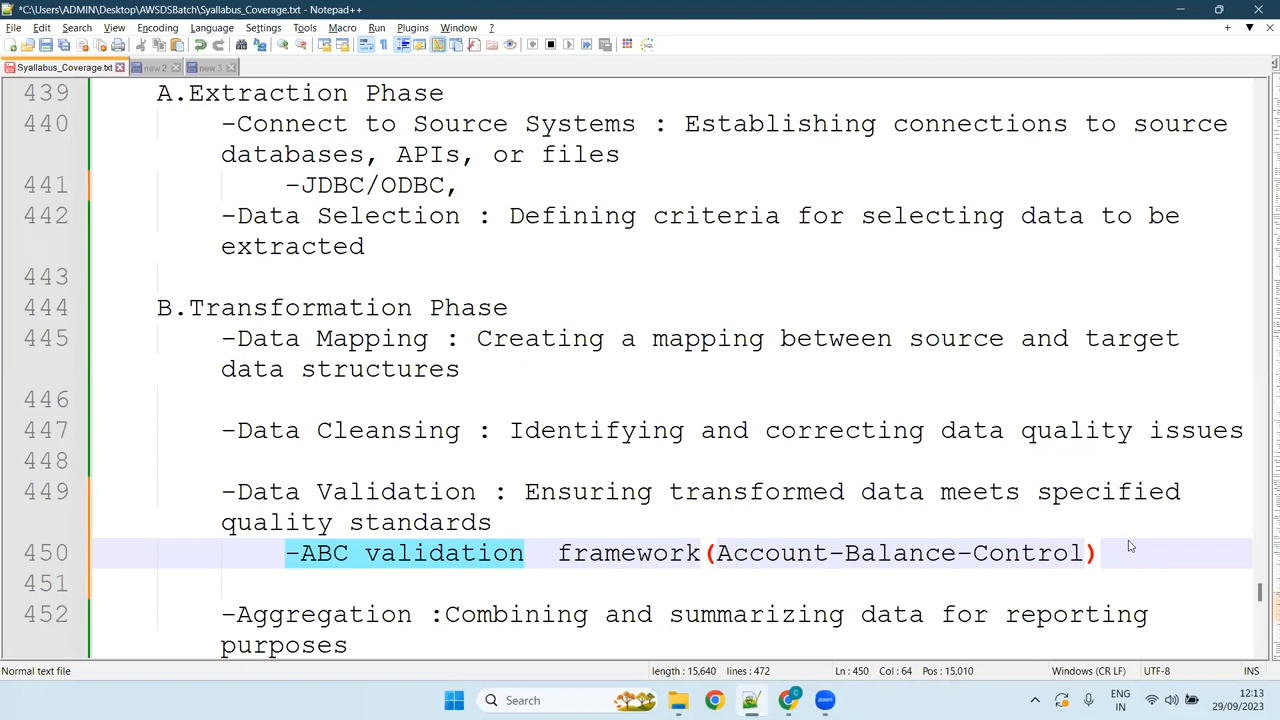 *C:\Users\ADMIN\Desktop\AWSDSBatch\Syallabus_Coverage.txt - Notepad++
File Edit Search View Encoding Language Settings Tools Macro Run Plugins Window ?
Syallabus_Coverage.txt new 2 new 3
439 A.Extraction Phase
440 -Connect to Source Systems : Establishing connections to source
databases, APIs, or files
441 -JDBC/ODBC,
442 -Data Selection : Defining criteria for selecting data to be
extracted
443
444 B.Transformation Phase
445 -Data Mapping : Creating a mapping between source and target
data structures
446
447 -Data Cleansing : Identifying and correcting data quality issues
448
449 -Data Validation : Ensuring transformed data meets specified
quality standards
450 -ABC validation framework(Account-Balance-Control)
451
452 -Aggregation :Combining and summarizing data for reporting
purposes
Normal text file length : 15,640 lines : 472 Ln : 450 Col : 64 Pos : 15,010 Windows (CR LF) UTF-8 INS
Search ENG 12:13
IN 29/09/2023